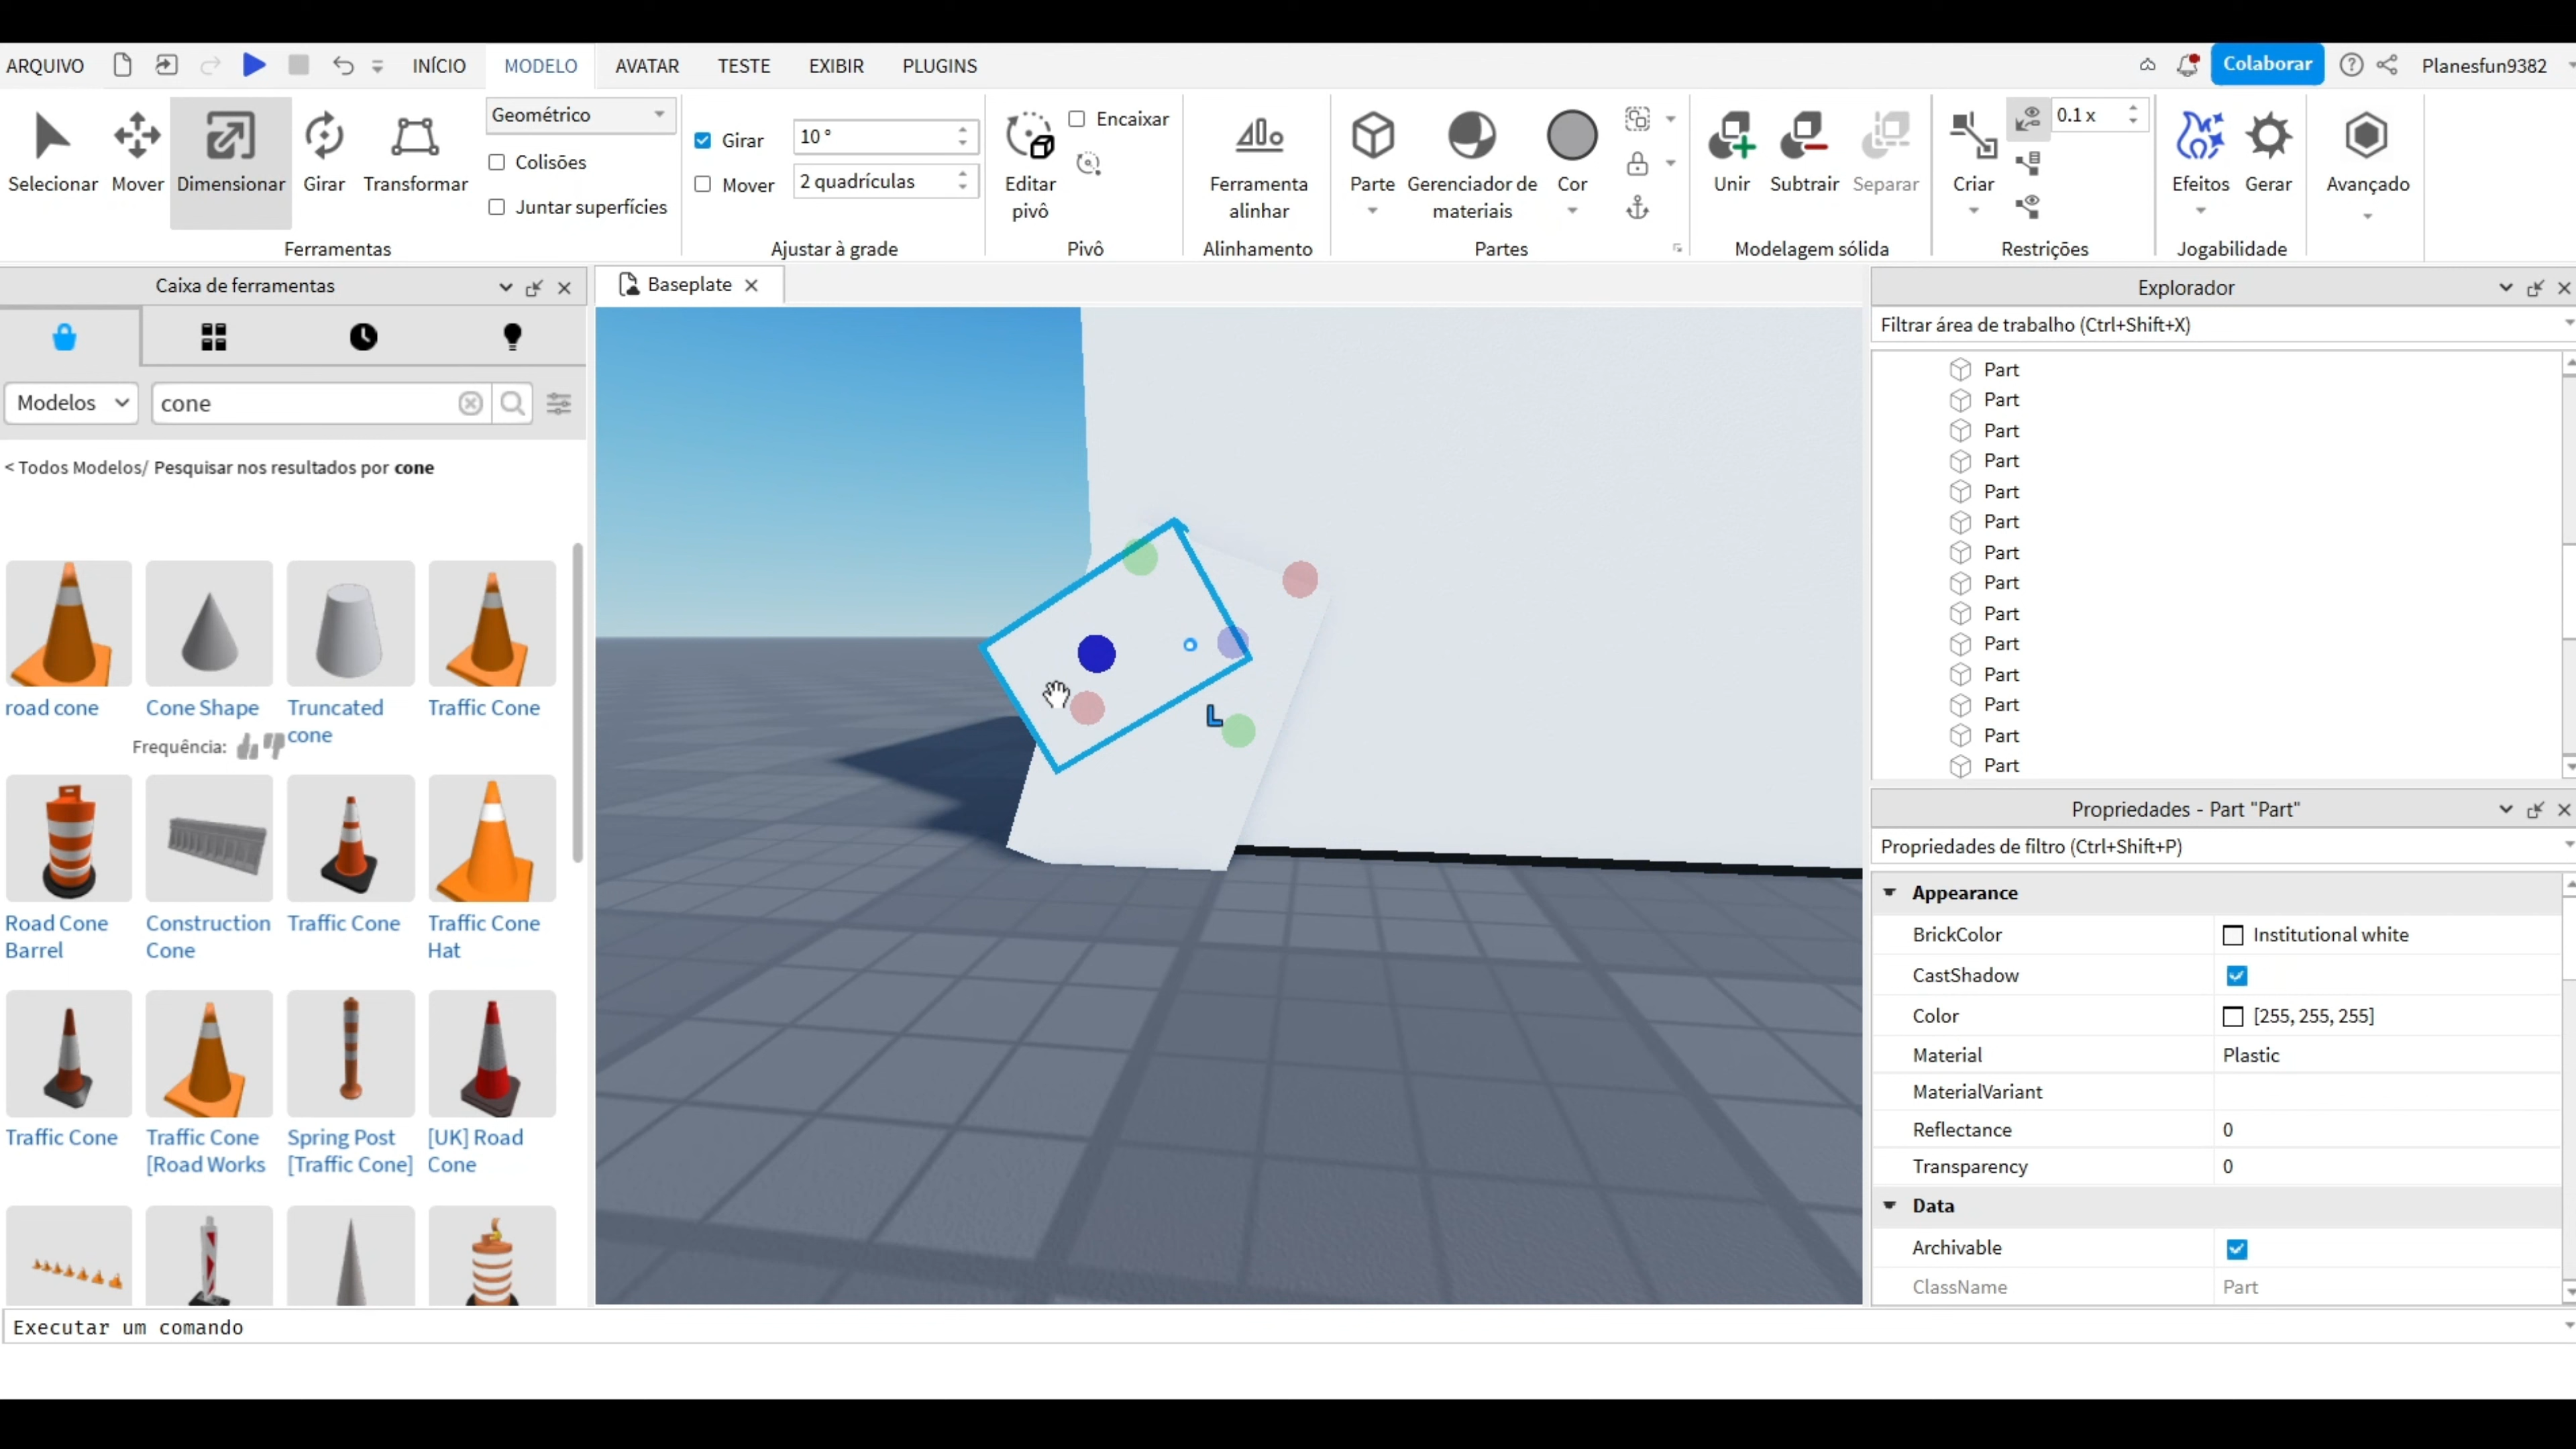 ARQUIVO INÍCIO MODELO AVATAR TESTE EXIBIR PLUGINS Colaborar Planesfun9382
Selecionar Mover Dimensionar Girar Transformar
Geométrico
Colisões
Juntar superfícies
Ferramentas
Girar 10 °
Mover 2 quadrículas
Ajustar à grade
Editar
pivô
Encaixar
Pivô
Ferramenta
alinhar
Alinhamento
Parte Gerenciador de
materiais
Cor
Partes
Unir Subtrair Separar
Modelagem sólida
Criar 0.1 x
Restrições
Efeitos Gerar
Jogabilidade
Avançado
Caixa de ferramentas
Modelos cone
< Todos Modelos/ Pesquisar nos resultados por cone
road cone Cone Shape Truncated
cone
Traffic Cone
Frequência:
Road Cone
Barrel
Construction
Cone
Traffic Cone Traffic Cone
Hat
Traffic Cone Traffic Cone
[Road Works
Spring Post
[Traffic Cone]
[UK] Road
Cone
Baseplate
L
Explorador
Filtrar área de trabalho (Ctrl+Shift+X)
Part
Part
Part
Part
Part
Part
Part
Part
Part
Part
Part
Part
Part
Part
Propriedades - Part "Part"
Propriedades de filtro (Ctrl+Shift+P)
Appearance
BrickColor Institutional white
CastShadow
Color [255, 255, 255]
Material Plastic
MaterialVariant
Reflectance 0
Transparency 0
Data
Archivable
ClassName Part
Executar um comando